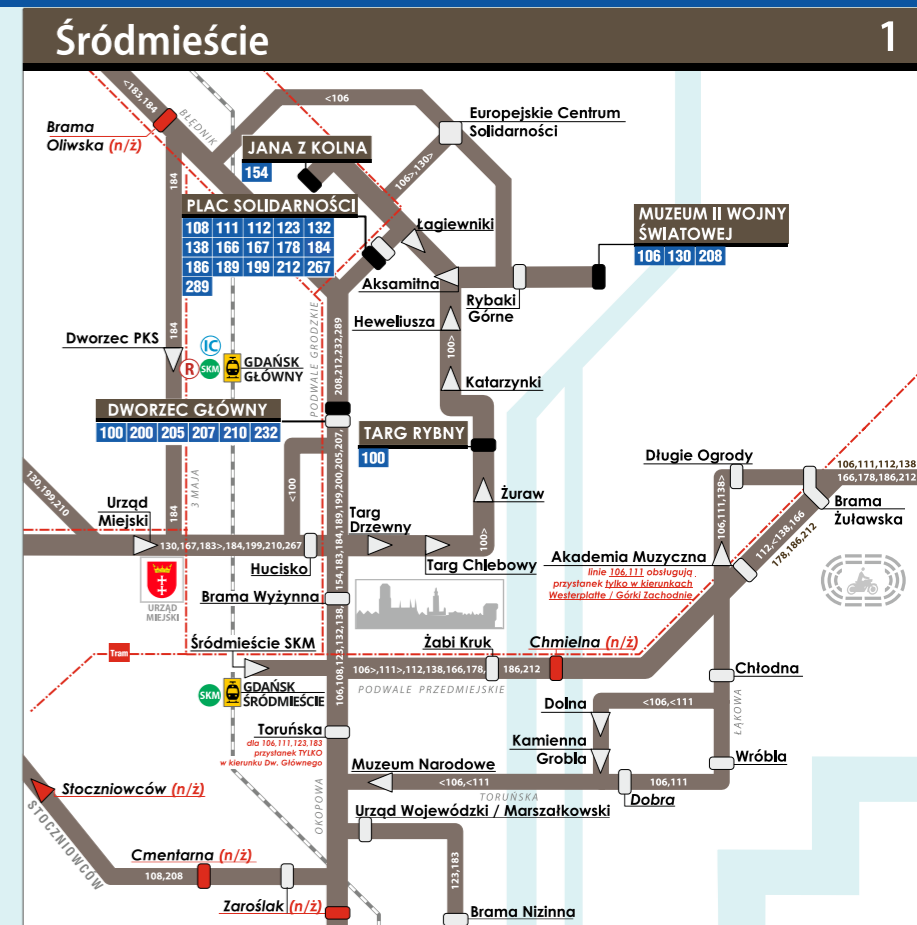 Śródmieście
1
<183,184
BŁĘDNIK
<106
Brama
Oliwska (n/ż)
Europejskie Centrum
Solidarności
JANA Z KOLNA
154
106>,130>
184
PLAC SOLIDARNOŚCI
108 111 112 123 132
138 166 167 178 184
186 189 199 212 267
289
Łagiewniki
MUZEUM II WOJNY
ŚWIATOWEJ
106 130 208
Aksamitna
Rybaki
Górne
Heweliusza
PODWALE GRODZKIE
208,212,232,289
184
Dworzec PKS
IC
R
SKM
GDAŃSK
GŁÓWNY
100>
Katarzynki
DWORZEC GŁÓWNY
100 200 205 207 210 232
TARG RYBNY
100
Długie Ogrody
106,111,112,138
166,178,186,212
130,199,210
3 MAJA
<100
Żuraw
106,111,138>
Brama
Żuławska
Urząd
Miejski
184
Targ
Drzewny
100>
112,<138,166
178,186,212
130,167,183>,184,199,210,267
Hucisko
Targ Chlebowy
Akademia Muzyczna
linie 106,111 obsługują
przystanek tylko w kierunkach
Westerplatte / Górki Zachodnie
URZĄD
MIEJSKI
Brama Wyżynna
106,108,123,132,138, 154,183,184,189,199,200,205,207,
Śródmieście SKM
Tram
Żabi Kruk
Chmielna (n/ż)
106>,111>,112,138,166,178, 186,212
PODWALE PRZEDMIEJSKIE
Chłodna
SKM
GDAŃSK
ŚRÓDMIEŚCIE
Dolna
<106,<111
ŁĄKOWA
Toruńska
dla 106,111,123,183
przystanek TYLKO
w kierunku Dw. Głównego
Kamienna
Grobla
Muzeum Narodowe
Wróbla
<106,<111
106,111
TORUŃSKA
Dobra
Stoczniowców (n/ż)
STOCZNIOWCÓW
OKOPOWA
Urząd Wojewódzki / Marszałkowski
Cmentarna (n/ż)
108,208
123,183
Zaroślak (n/ż)
Brama Nizinna